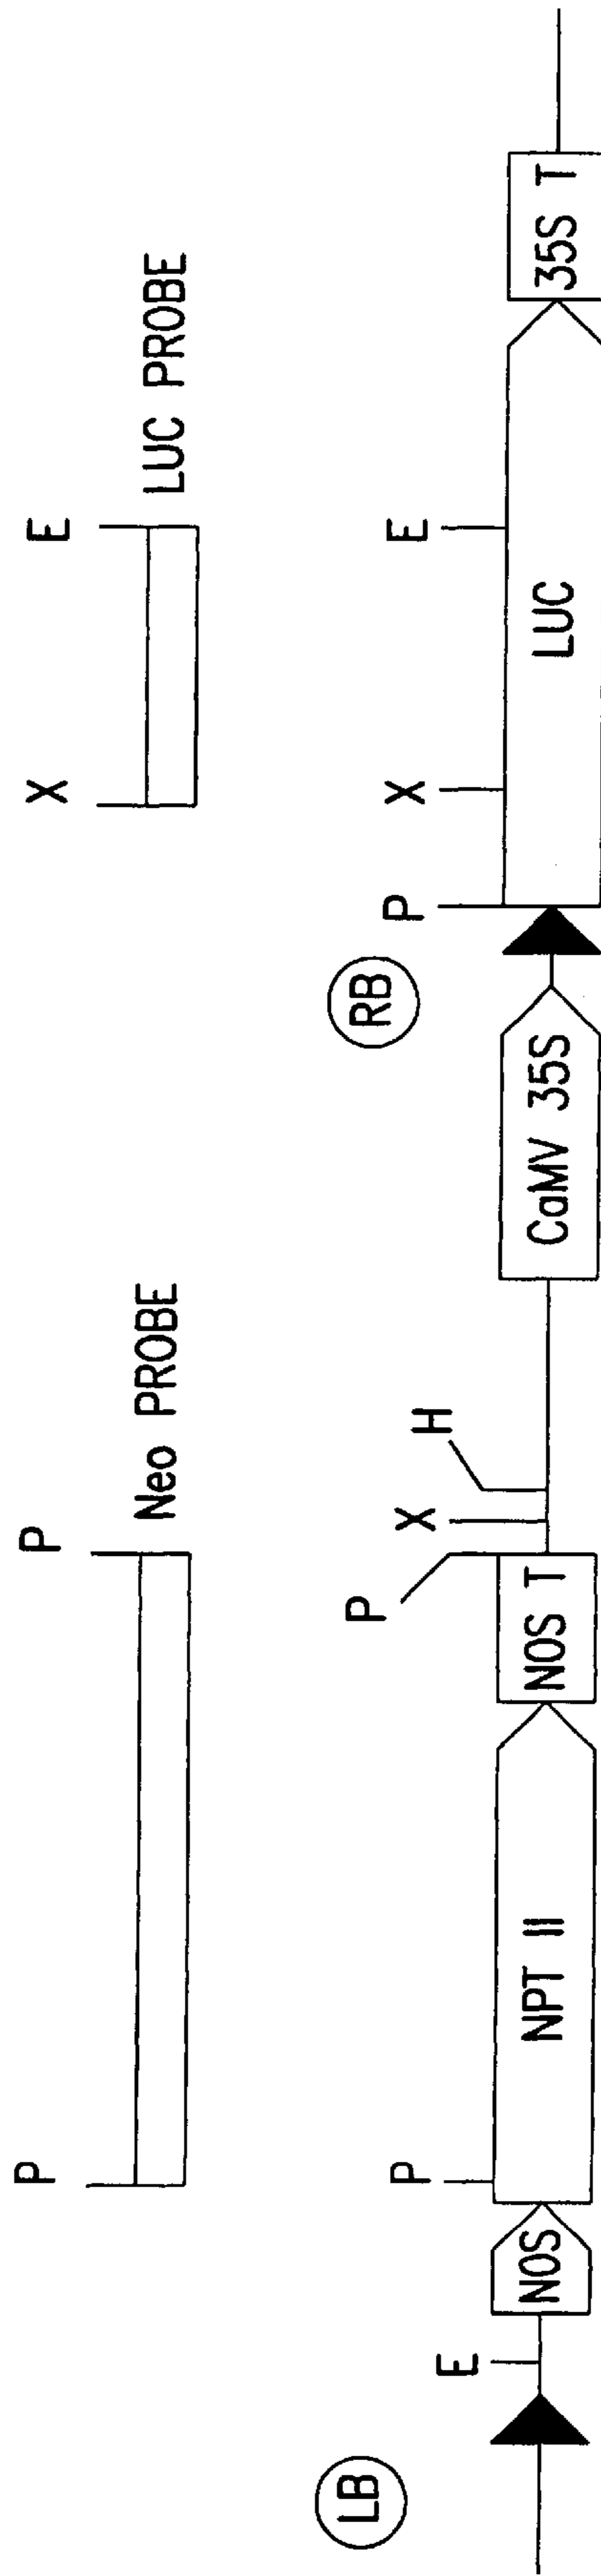 P P X E
Neo PROBE LUC PROBE
LB RB
E P P X H P X E
NOS NPT II NOS T CaMV 35S LUC 35S T